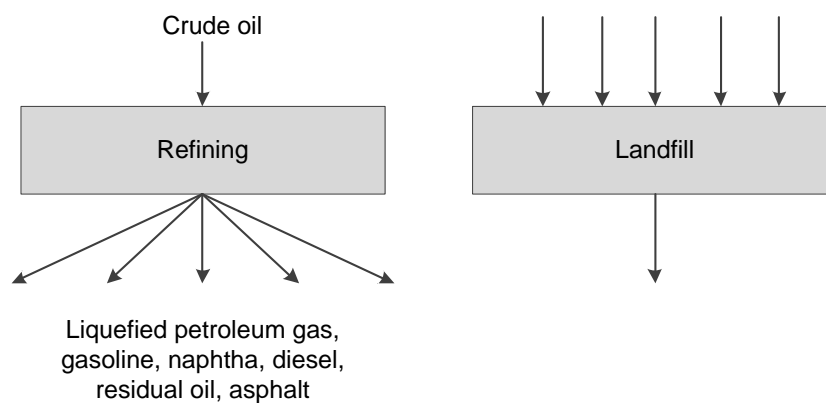 Crude oil
Refining
Landfill
Liquefied petroleum gas,
gasoline, naphtha, diesel,
residual oil, asphalt